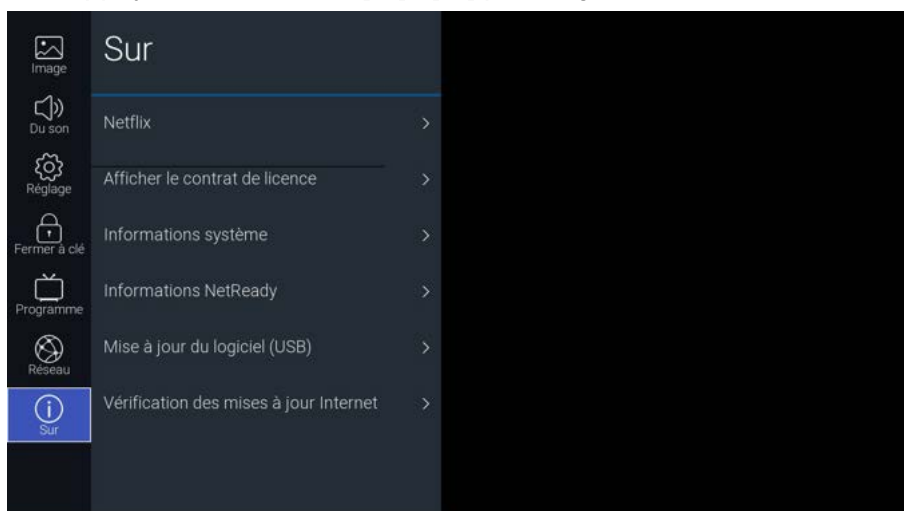 Image
Du son
Réglage
Fermer à clé
Programme
Réseau
Sur
Sur
Netflix
Afficher le contrat de licence
Informations système
Informations NetReady
Mise à jour du logiciel (USB)
Vérification des mises à jour Internet